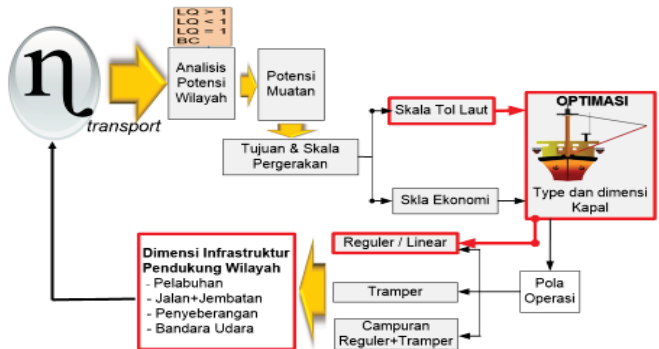 LQ > 1
LQ < 1
LQ = 1
BC
η
transport
Analisis
Potensi
Wilayah
Potensi
Muatan
Tujuan & Skala
Pergerakan
Skala Tol Laut
Skla Ekonomi
OPTIMASI
Type dan dimensi
Kapal
Pola
Operasi
Reguler / Linear
Tramper
Campuran
Reguler+Tramper
Dimensi Infrastruktur
Pendukung Wilayah
- Pelabuhan
- Jalan+Jembatan
- Penyeberangan
- Bandara Udara